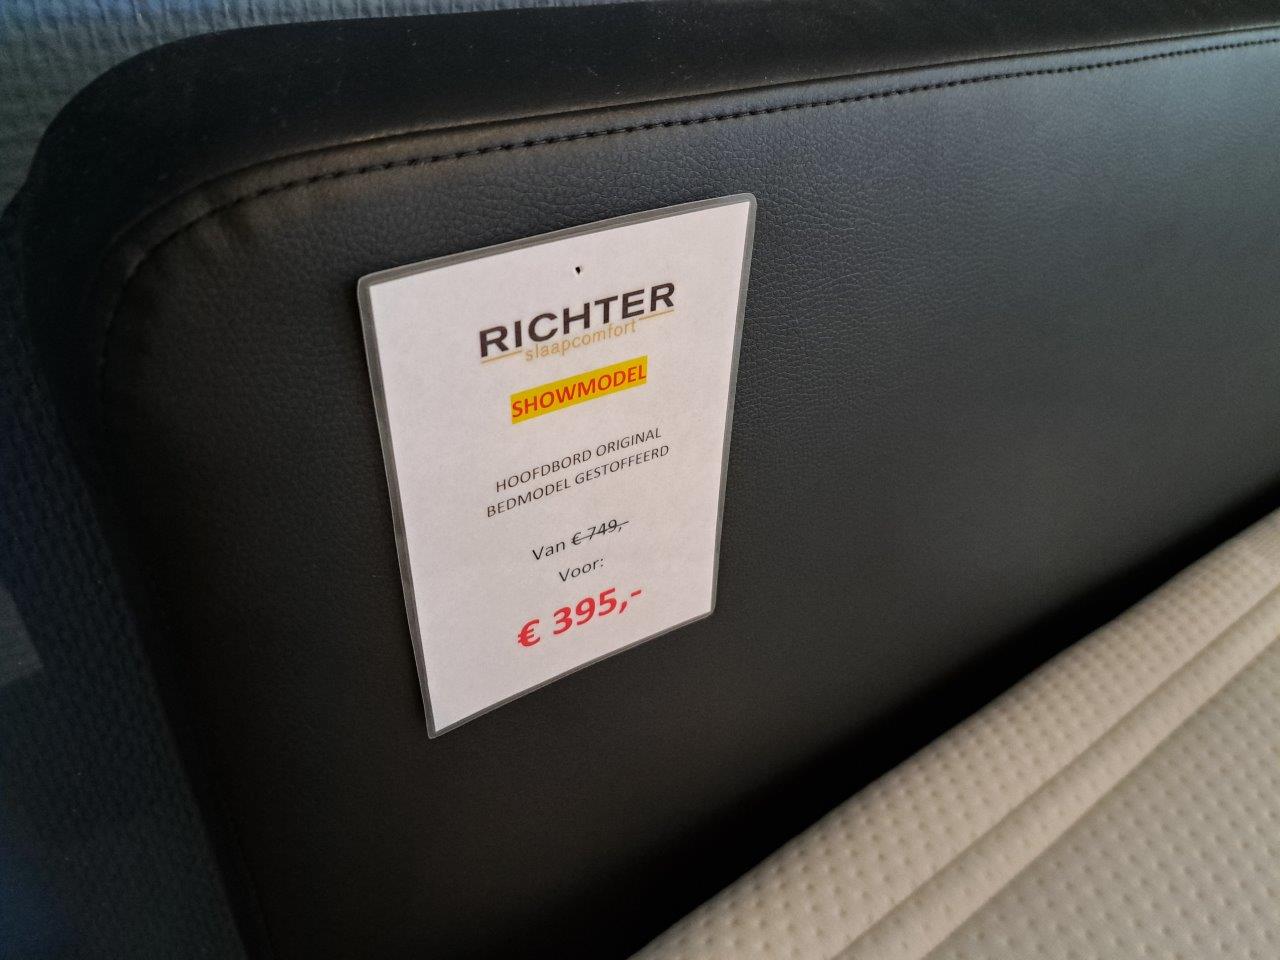 RICHTER
slaapcomfort
SHOWMODEL
HOOFDBORD ORIGINAL
BEDMODEL GESTOFFEERD
Van € 749,-
Voor:
€ 395,-